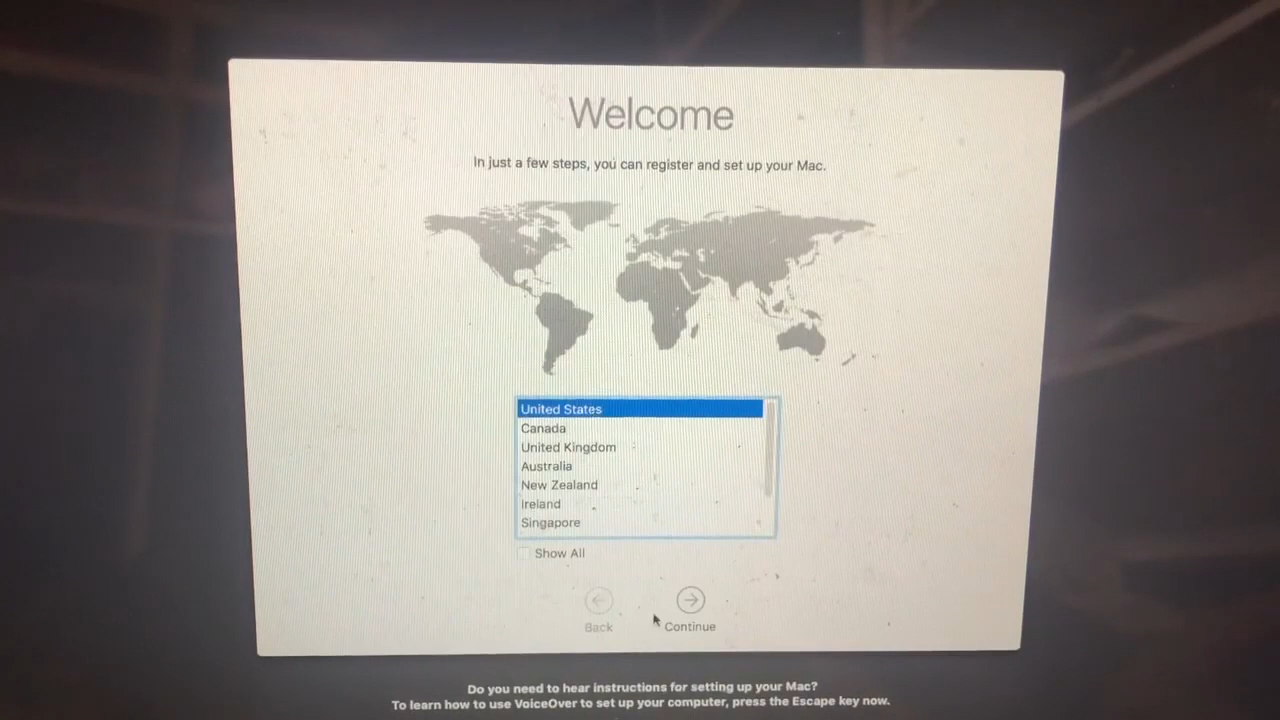 Welcome
In just a few steps, you can register and set up your Mac.
United States
Canada
United Kingdom
Australia
New Zealand
Ireland
Singapore
Show All
Back
Continue
Do you need to hear instructions for setting up your Mac?
To learn how to use VoiceOver to set up your computer, press the Escape key now.